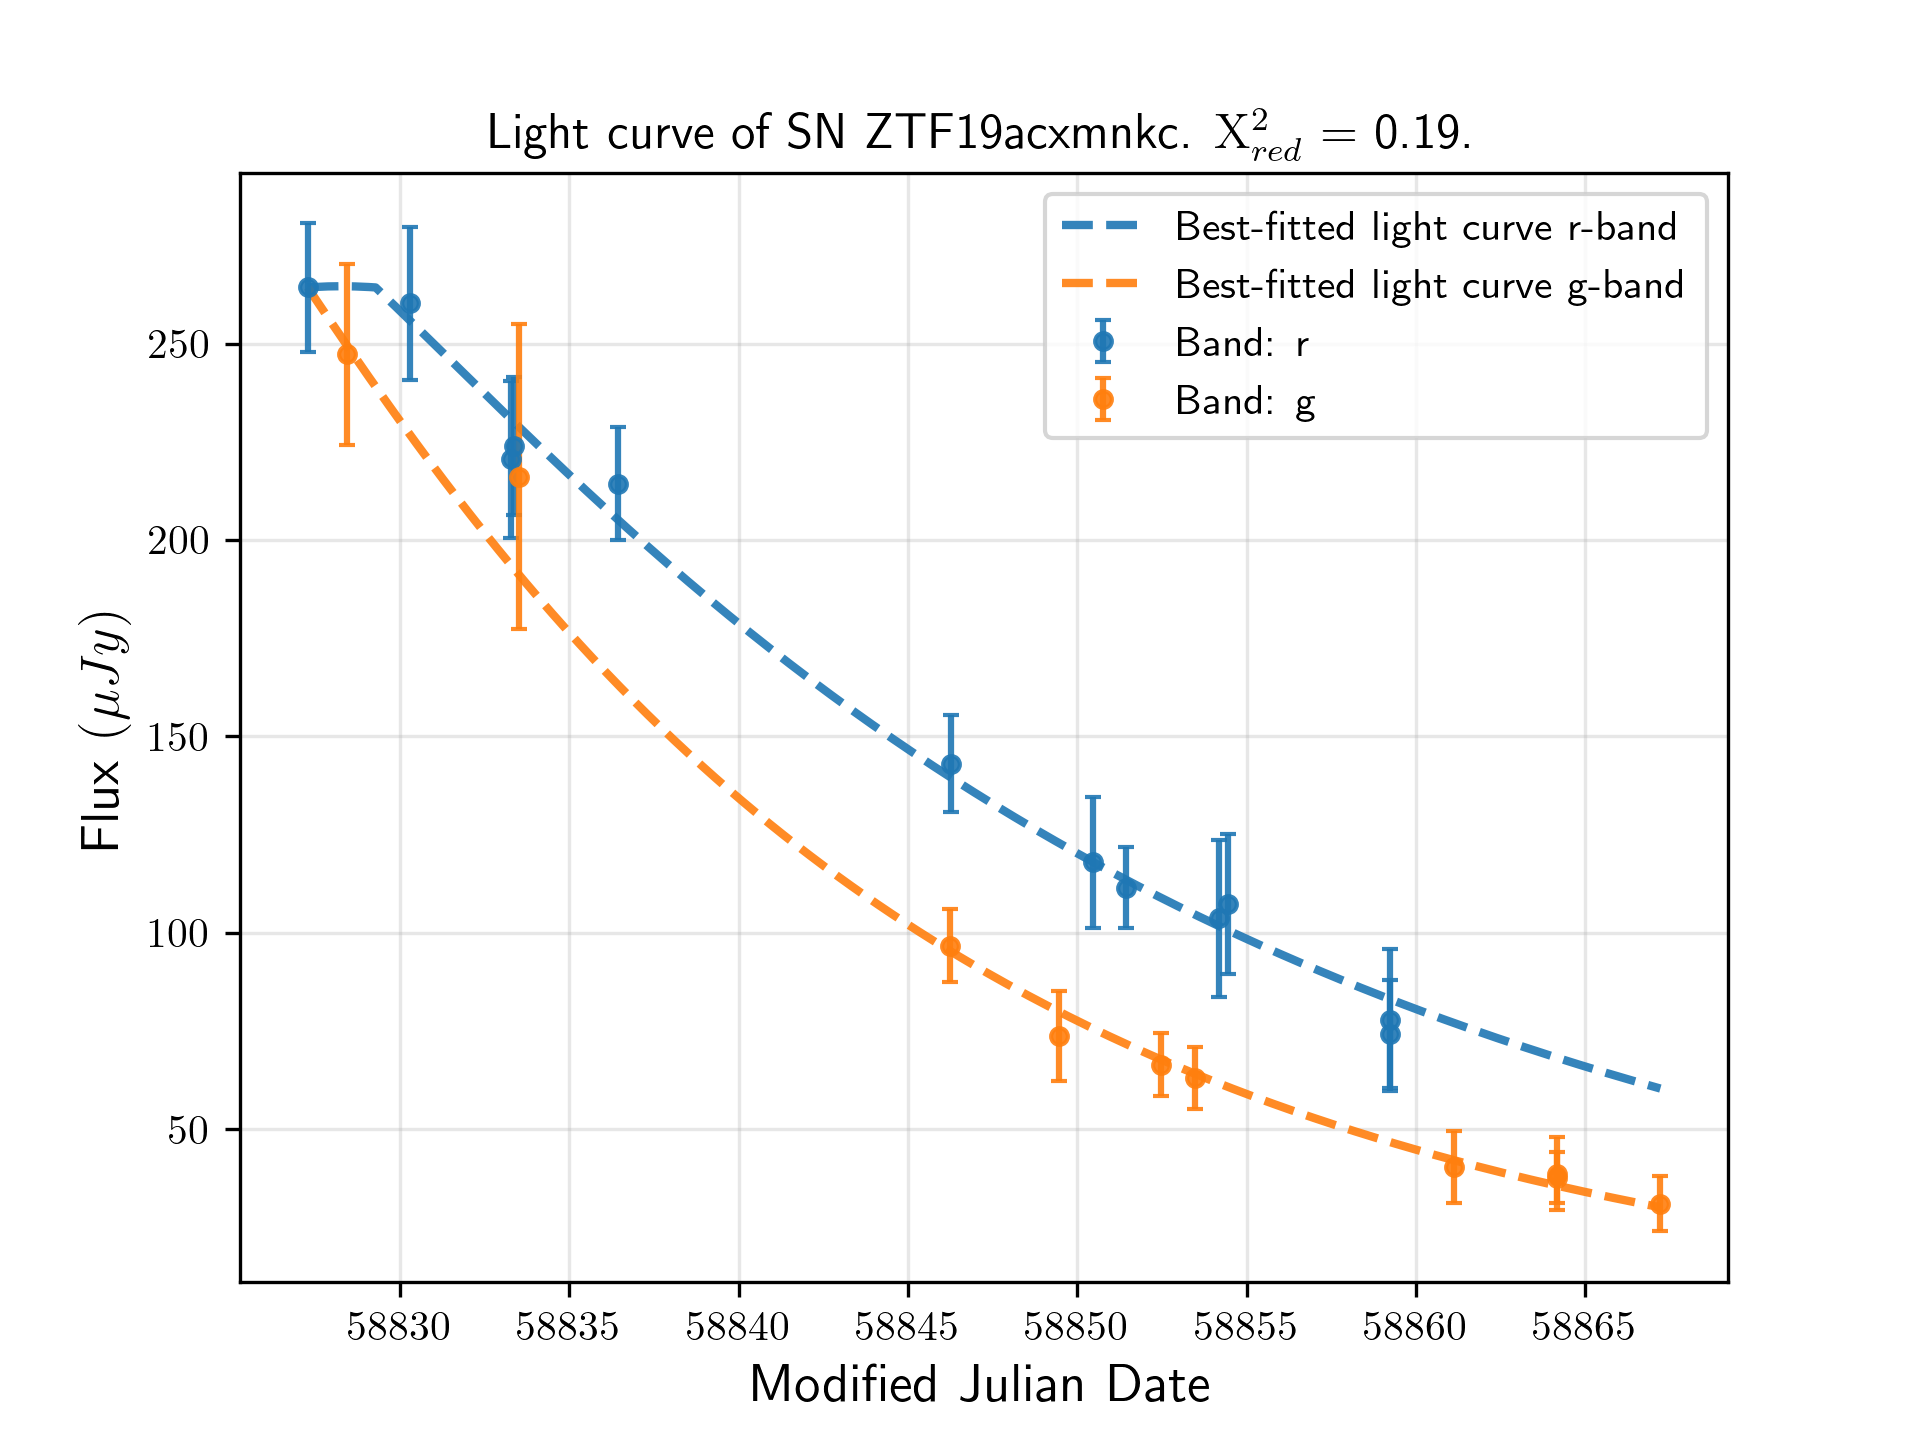 Light curve of SN ZTF19acxmnkc. X²_red = 0.19.
Best-fitted light curve r-band
Best-fitted light curve g-band
Band: r
Band: g
Flux (μJy)
250
200
150
100
50
58830 58835 58840 58845 58850 58855 58860 58865
Modified Julian Date